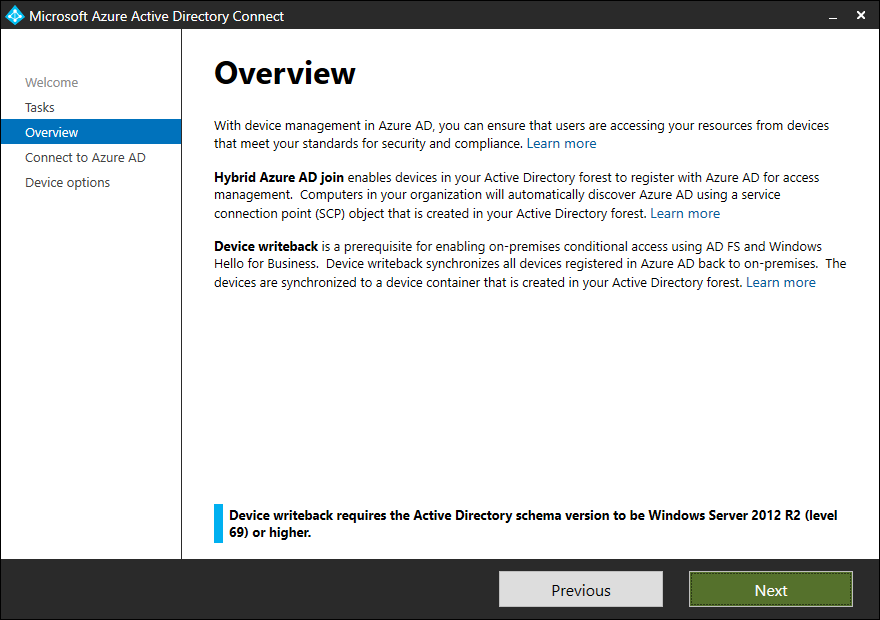 Microsoft Azure Active Directory Connect
Welcome
Tasks
Overview
Connect to Azure AD
Device options
Overview
With device management in Azure AD, you can ensure that users are accessing your resources from devices
that meet your standards for security and compliance. Learn more
Hybrid Azure AD join enables devices in your Active Directory forest to register with Azure AD for access
management.  Computers in your organization will automatically discover Azure AD using a service
connection point (SCP) object that is created in your Active Directory forest. Learn more
Device writeback is a prerequisite for enabling on-premises conditional access using AD FS and Windows
Hello for Business.  Device writeback synchronizes all devices registered in Azure AD back to on-premises.  The
devices are synchronized to a device container that is created in your Active Directory forest. Learn more
Device writeback requires the Active Directory schema version to be Windows Server 2012 R2 (level
69) or higher.
Previous
Next